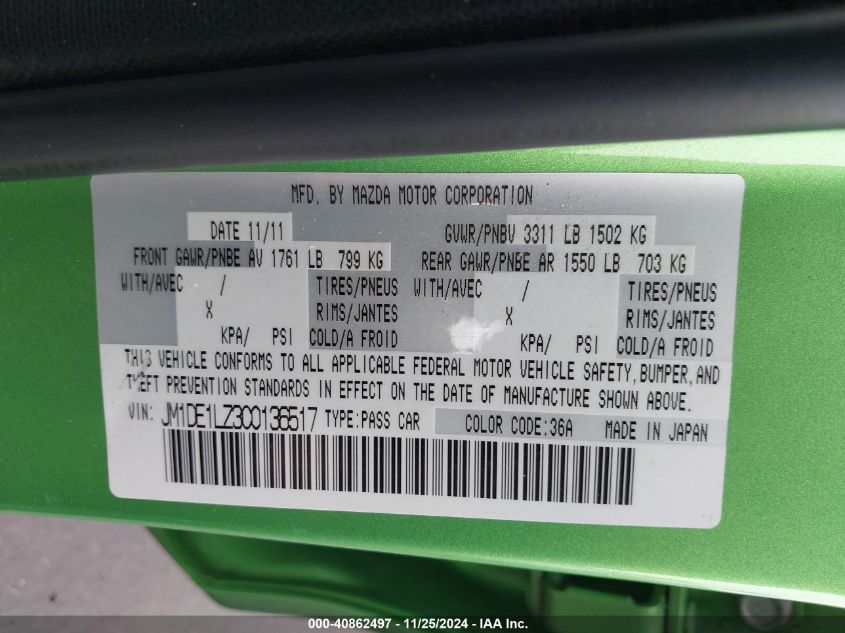 MFD. BY MAZDA MOTOR CORPORATION
DATE 11/11 GVWR/PNBV 3311 LB 1502 KG
FRONT GAWR/PNBE AV 1761 LB 799 KG REAR GAWR/PNBE AR 1550 LB 703 KG
WITH/AVEC / TIRES/PNEUS WITH/AVEC / TIRES/PNEUS
X RIMS/JANTES X RIMS/JANTES
KPA/ PSI COLD/A FROID KPA/ PSI COLD/A FROID
THIS VEHICLE CONFORMS TO ALL APPLICABLE FEDERAL MOTOR VEHICLE SAFETY, BUMPER, AND
THEFT PREVENTION STANDARDS IN EFFECT ON THE DATE OF MANUFACTURE SHOWN ABOVE.
VIN: JM1DE1LZ3C0136517 TYPE:PASS CAR COLOR CODE:36A MADE IN JAPAN
000-40862497 - 11/25/2024 - IAA Inc.